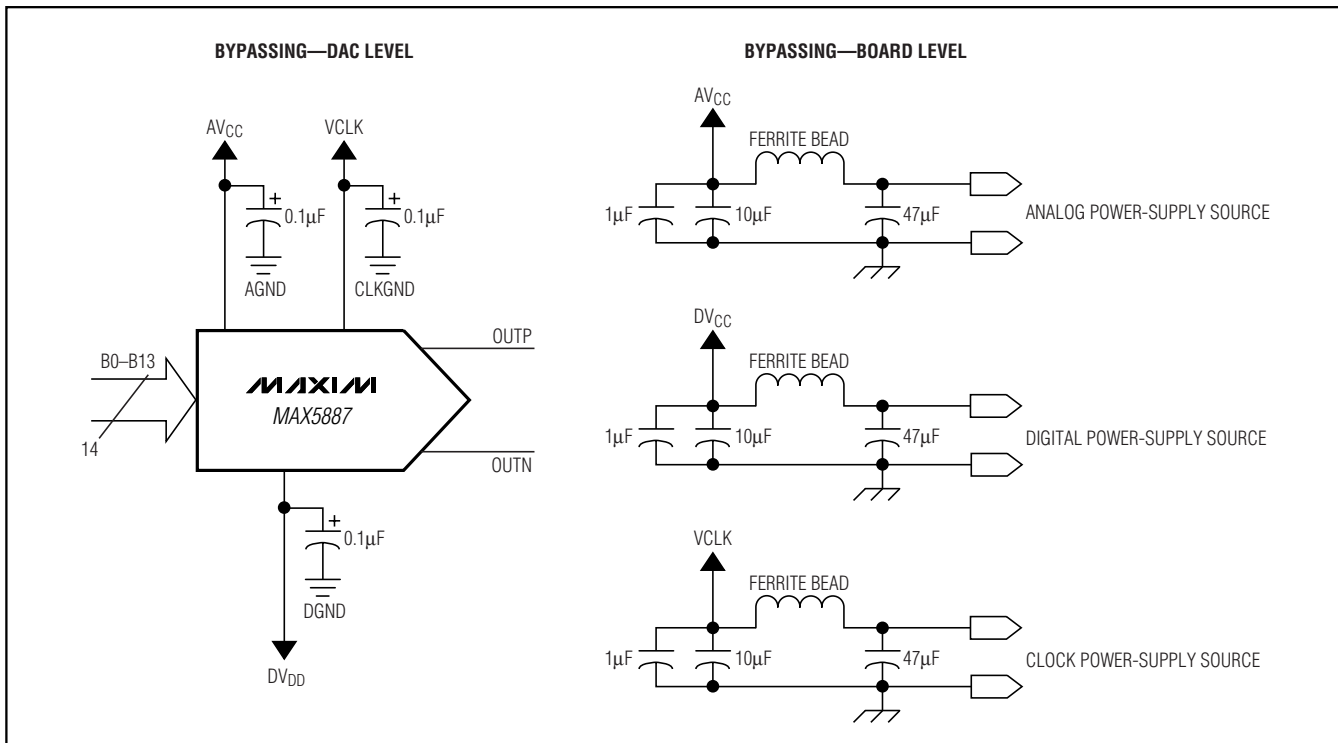 BYPASSING—DAC LEVEL
AVCC
VCLK
+
0.1µF
+
0.1µF
AGND
CLKGND
B0–B13
14
MAXIM
MAX5887
OUTP
OUTN
+
0.1µF
DGND
DVDD
BYPASSING—BOARD LEVEL
AVCC
FERRITE BEAD
1µF
10µF
47µF
ANALOG POWER-SUPPLY SOURCE
DVCC
FERRITE BEAD
1µF
10µF
47µF
DIGITAL POWER-SUPPLY SOURCE
VCLK
FERRITE BEAD
1µF
10µF
47µF
CLOCK POWER-SUPPLY SOURCE